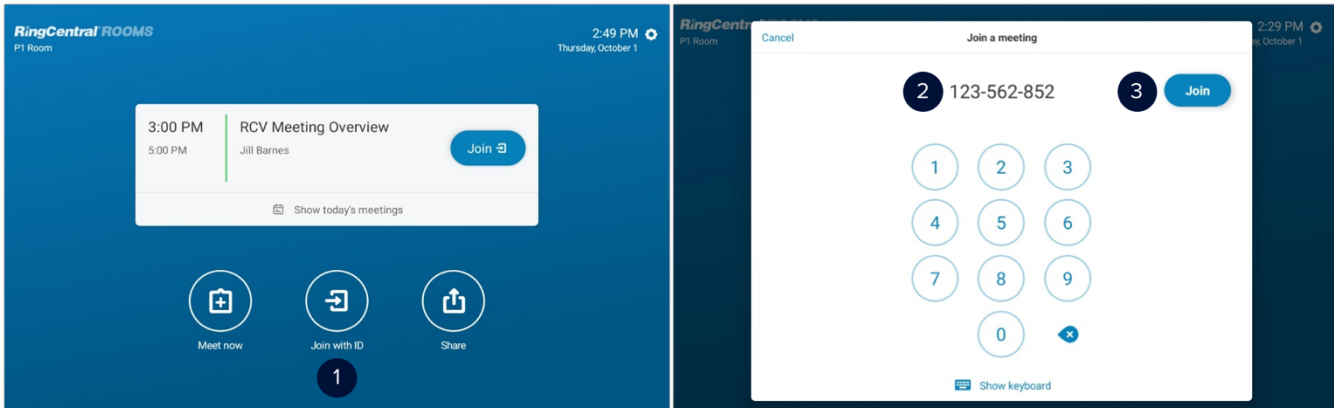 RingCentral ROOMS
P1 Room
2:49 PM
Thursday, October 1
3:00 PM
5:00 PM
RCV Meeting Overview
Jill Barnes
Join
Show today's meetings
Meet now
Join with ID
Share
1
RingCentr
P1 Room
2:29 PM
October 1
Cancel
Join a meeting
2 123-562-852
3 Join
1 2 3
4 5 6
7 8 9
0
Show keyboard